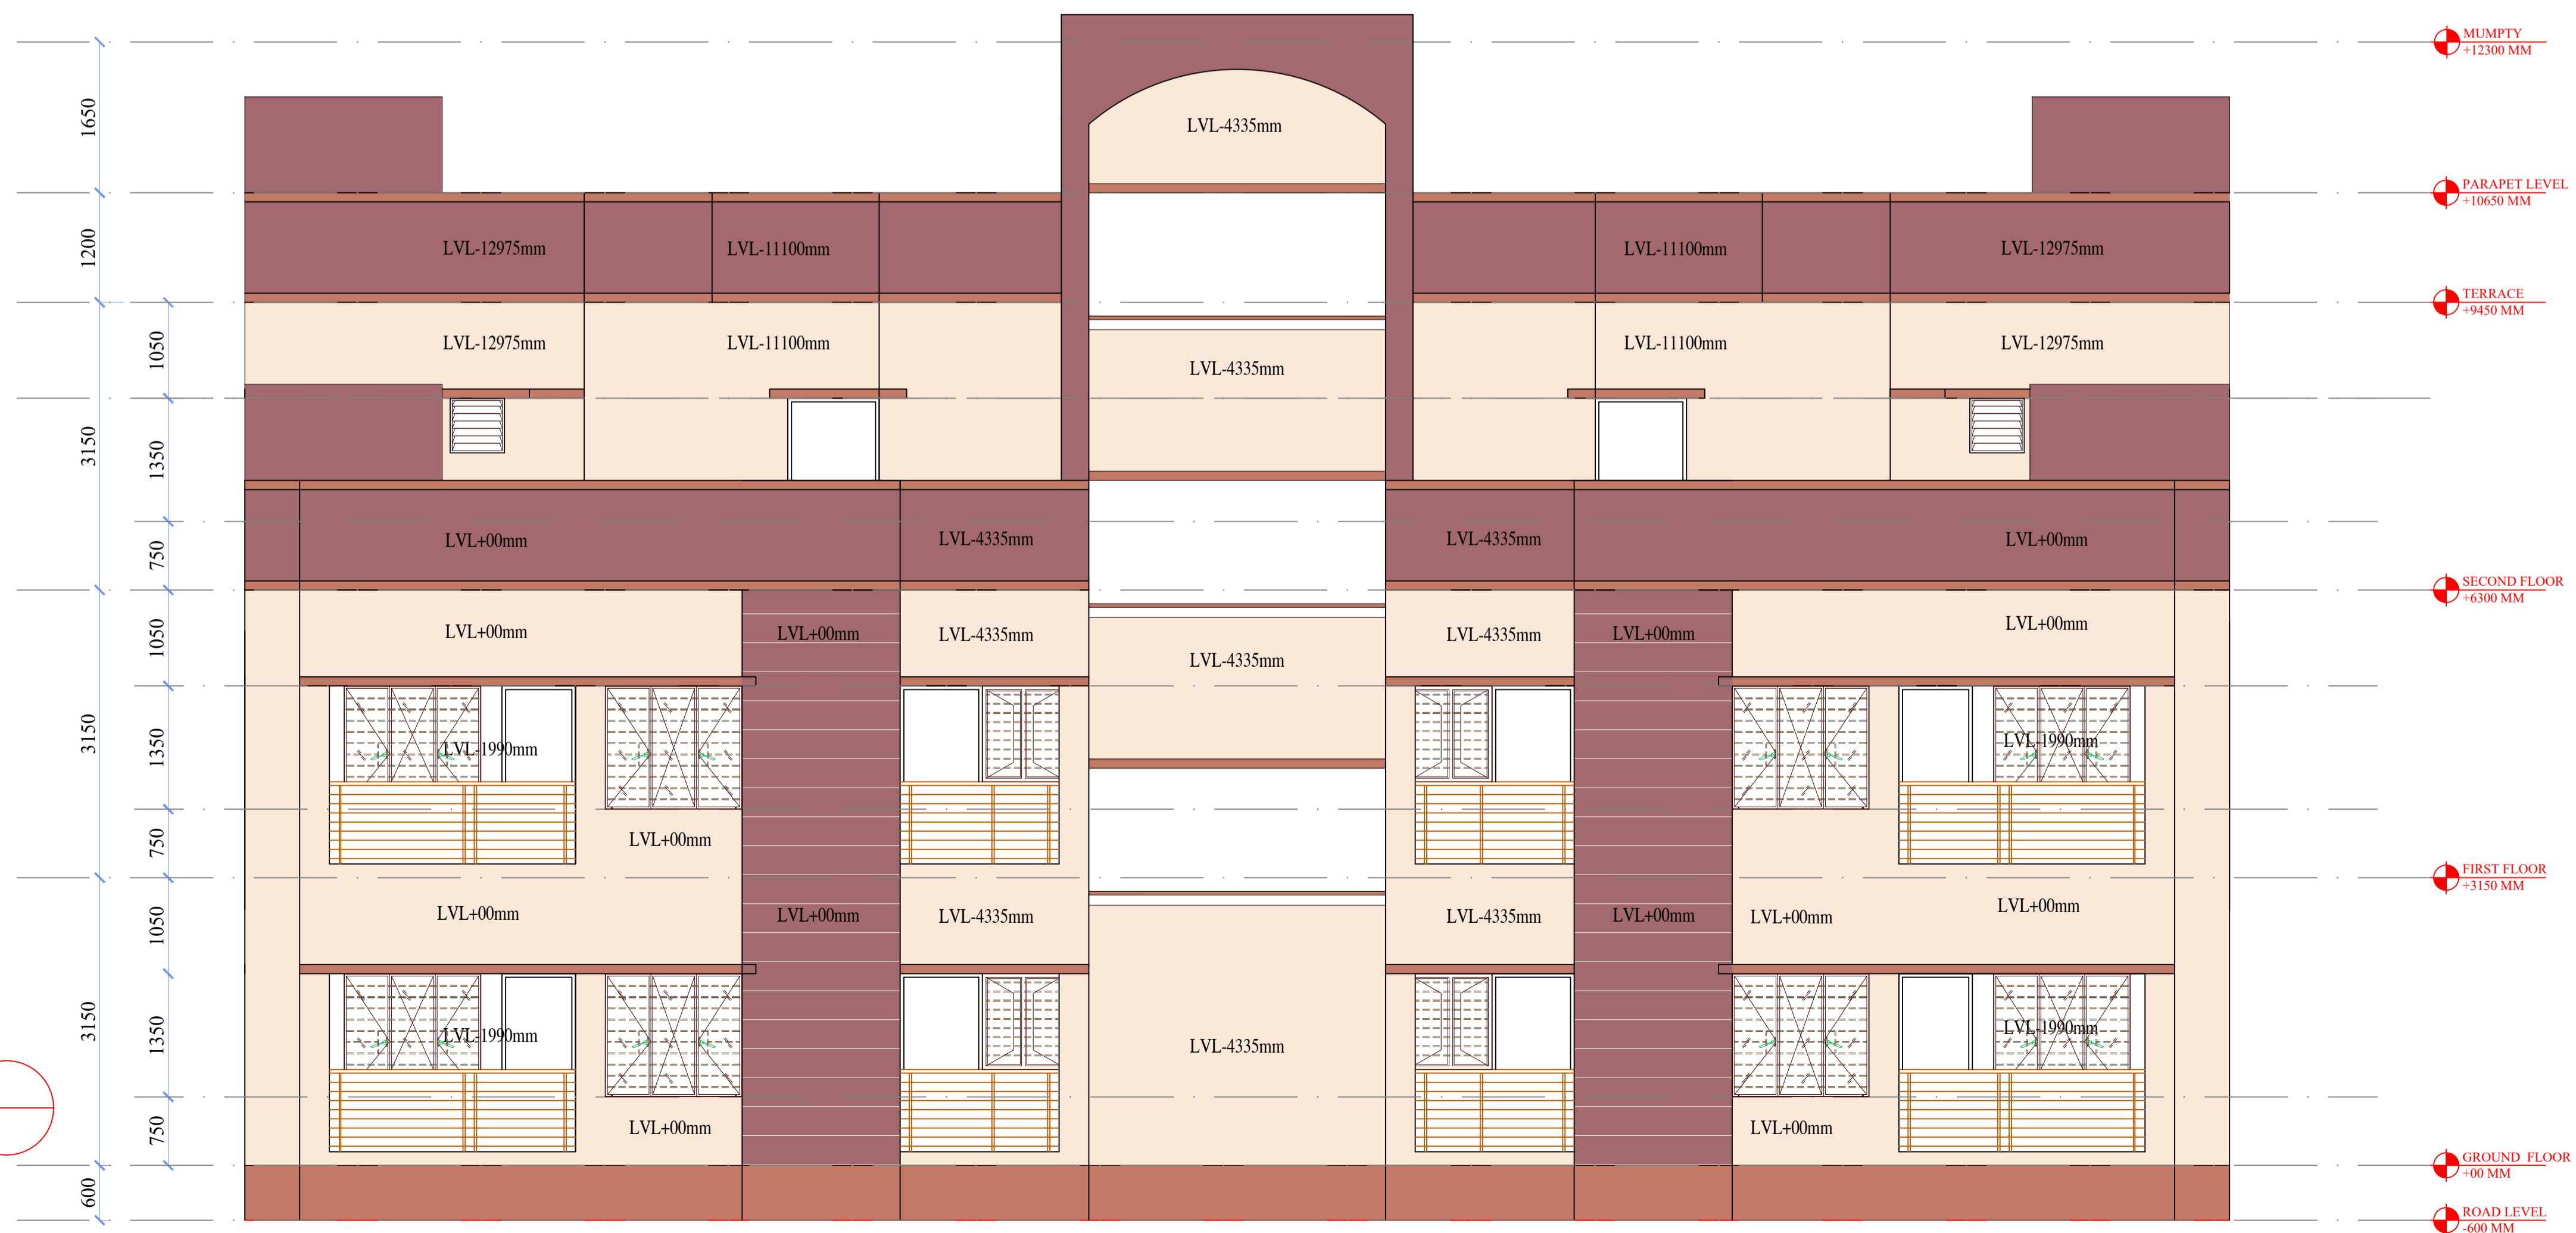 MUMPTY
+12300 MM
1650
LVL-4335mm
PARAPET LEVEL
+10650 MM
1200
LVL-12975mm
LVL-11100mm
LVL-11100mm
LVL-12975mm
TERRACE
+9450 MM
1050
LVL-12975mm
LVL-11100mm
LVL-4335mm
LVL-11100mm
LVL-12975mm
3150
1350
750
LVL+00mm
LVL-4335mm
LVL-4335mm
LVL+00mm
SECOND FLOOR
+6300 MM
1050
LVL+00mm
LVL+00mm
LVL-4335mm
LVL-4335mm
LVL-4335mm
LVL+00mm
LVL+00mm
3150
1350
LVL-1990mm
LVL-1990mm
750
LVL+00mm
FIRST FLOOR
+3150 MM
1050
LVL+00mm
LVL+00mm
LVL-4335mm
LVL-4335mm
LVL+00mm
LVL+00mm
LVL+00mm
3150
1350
LVL-1990mm
LVL-4335mm
LVL-1990mm
750
LVL+00mm
LVL+00mm
GROUND FLOOR
+00 MM
600
ROAD LEVEL
-600 MM